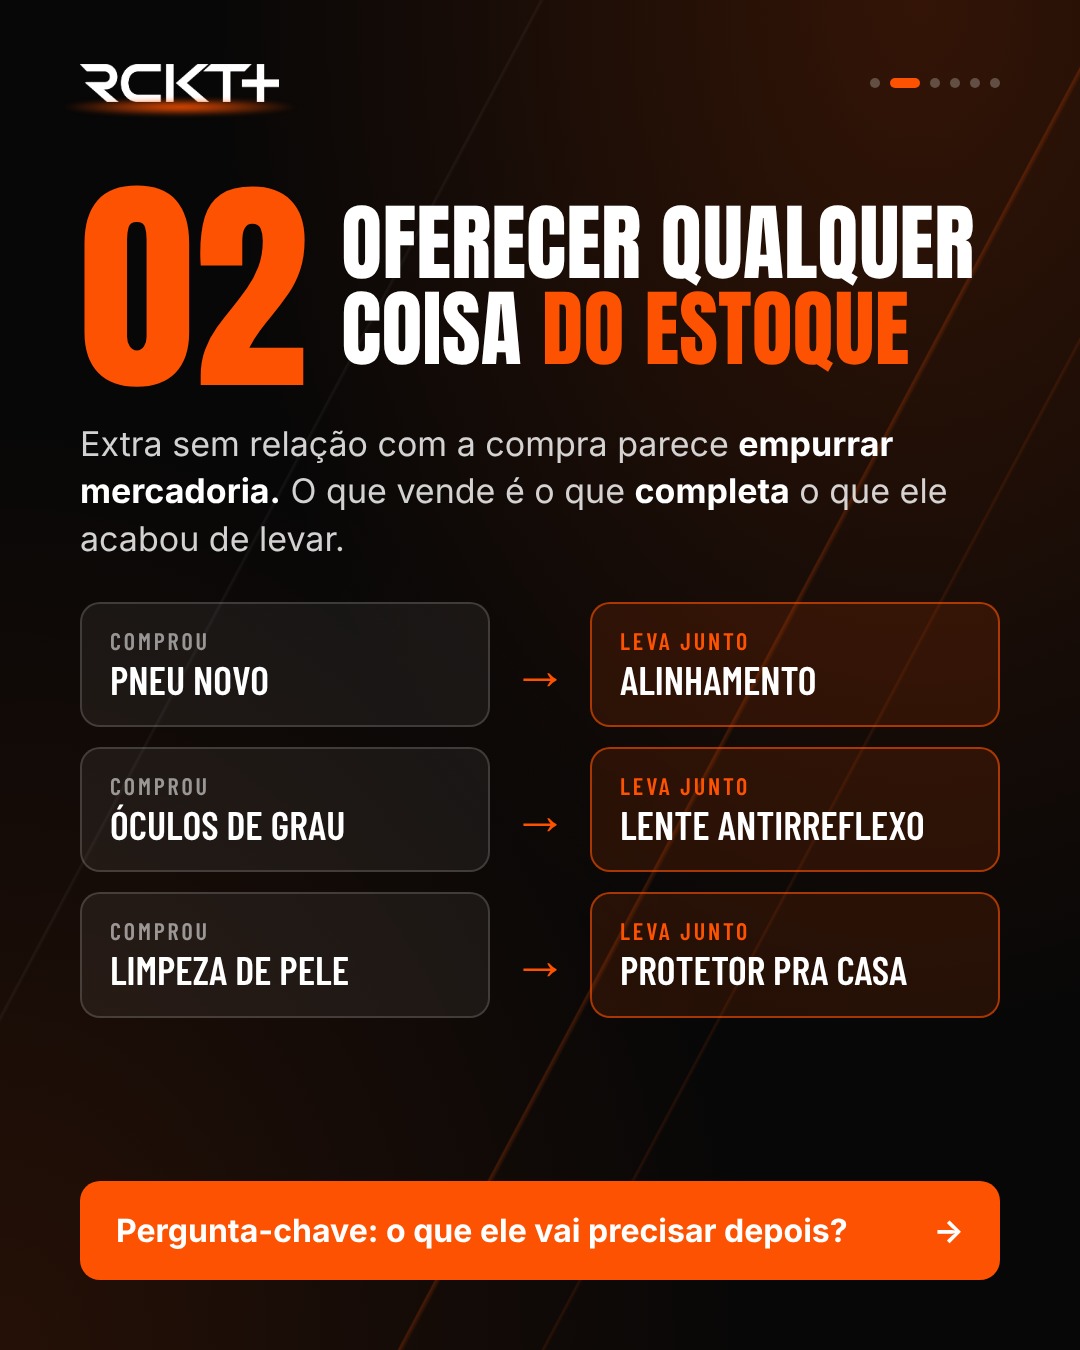 RCKT+
02
OFERECER QUALQUER
COISA DO ESTOQUE
Extra sem relação com a compra parece empurrar
mercadoria. O que vende é o que completa o que ele
acabou de levar.
COMPROU
PNEU NOVO
→
LEVA JUNTO
ALINHAMENTO
COMPROU
ÓCULOS DE GRAU
→
LEVA JUNTO
LENTE ANTIRREFLEXO
COMPROU
LIMPEZA DE PELE
→
LEVA JUNTO
PROTETOR PRA CASA
Pergunta-chave: o que ele vai precisar depois? →